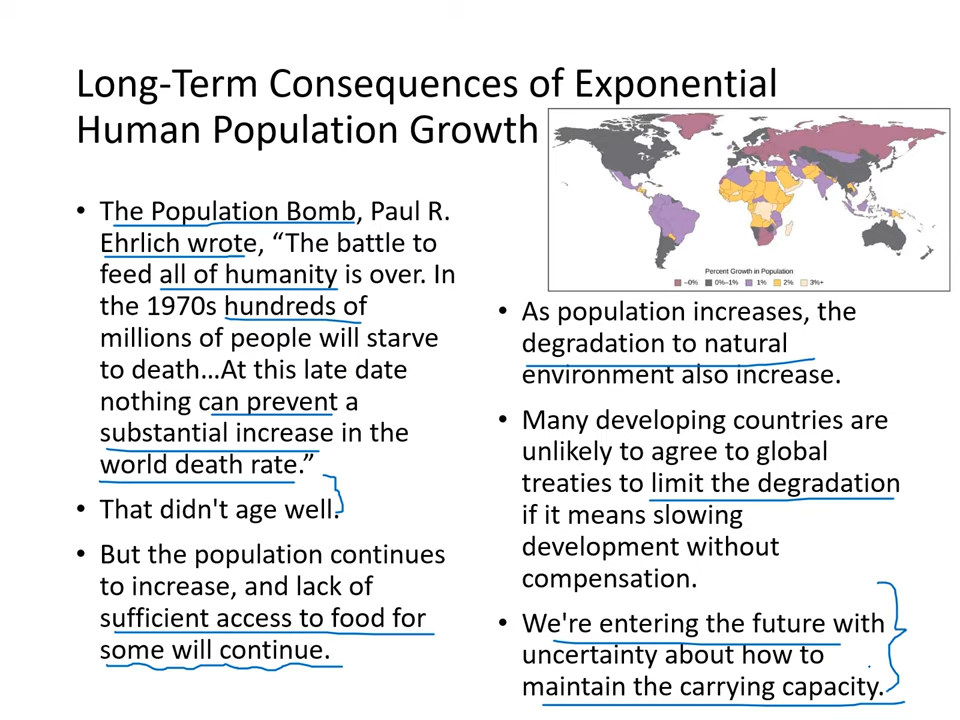 Long-Term Consequences of Exponential
Human Population Growth
• The Population Bomb, Paul R.
Ehrlich wrote, “The battle to
feed all of humanity is over. In
the 1970s hundreds of
millions of people will starve
to death…At this late date
nothing can prevent a
substantial increase in the
world death rate.”
• That didn't age well.
• But the population continues
to increase, and lack of
sufficient access to food for
some will continue.
Percent Growth in Population
~0% 0%–1% 1% 2% 3%+
• As population increases, the
degradation to natural
environment also increase.
• Many developing countries are
unlikely to agree to global
treaties to limit the degradation
if it means slowing
development without
compensation.
• We're entering the future with
uncertainty about how to
maintain the carrying capacity.